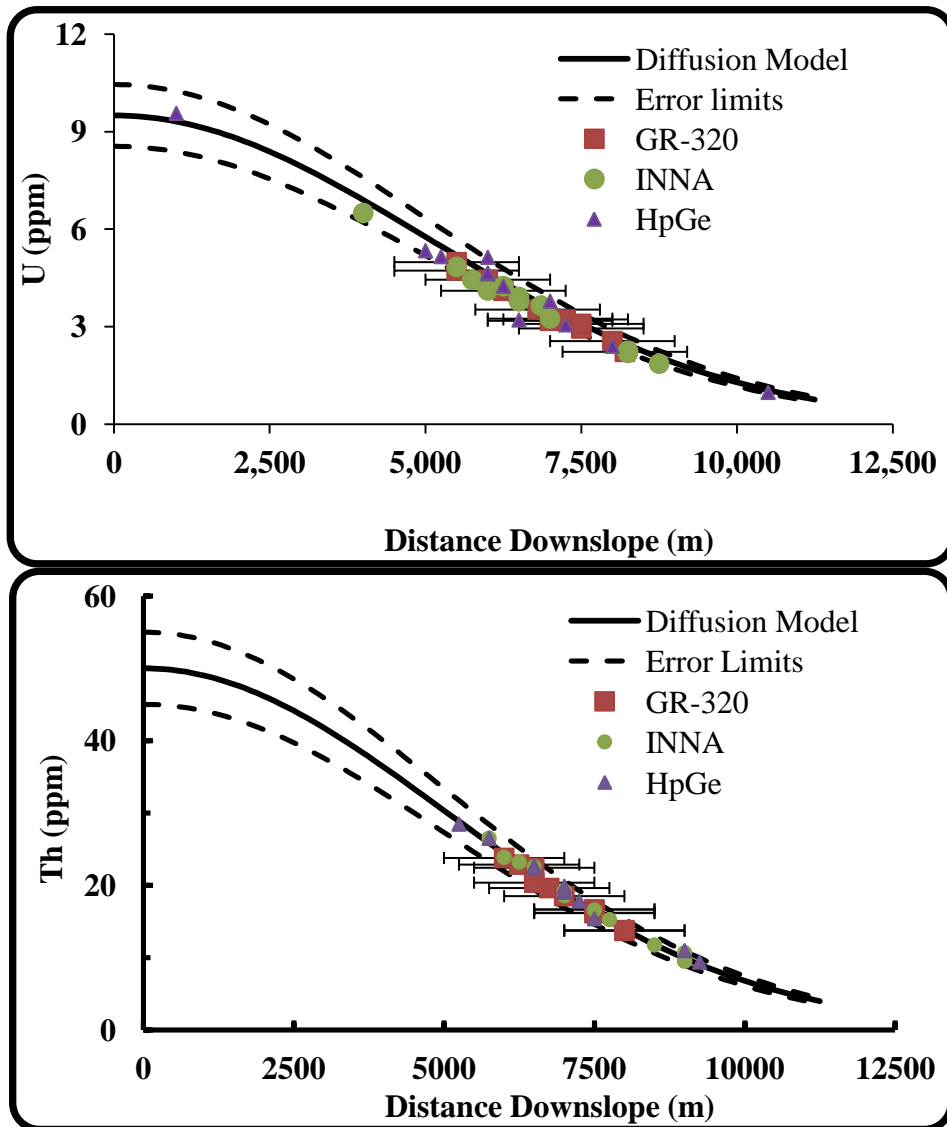 12
9
6
3
0
U (ppm)
Diffusion Model
Error limits
GR-320
INNA
HpGe
0 2,500 5,000 7,500 10,000 12,500
Distance Downslope (m)
60
40
20
0
Th (ppm)
Diffusion Model
Error Limits
GR-320
INNA
HpGe
0 2500 5000 7500 10000 12500
Distance Downslope (m)